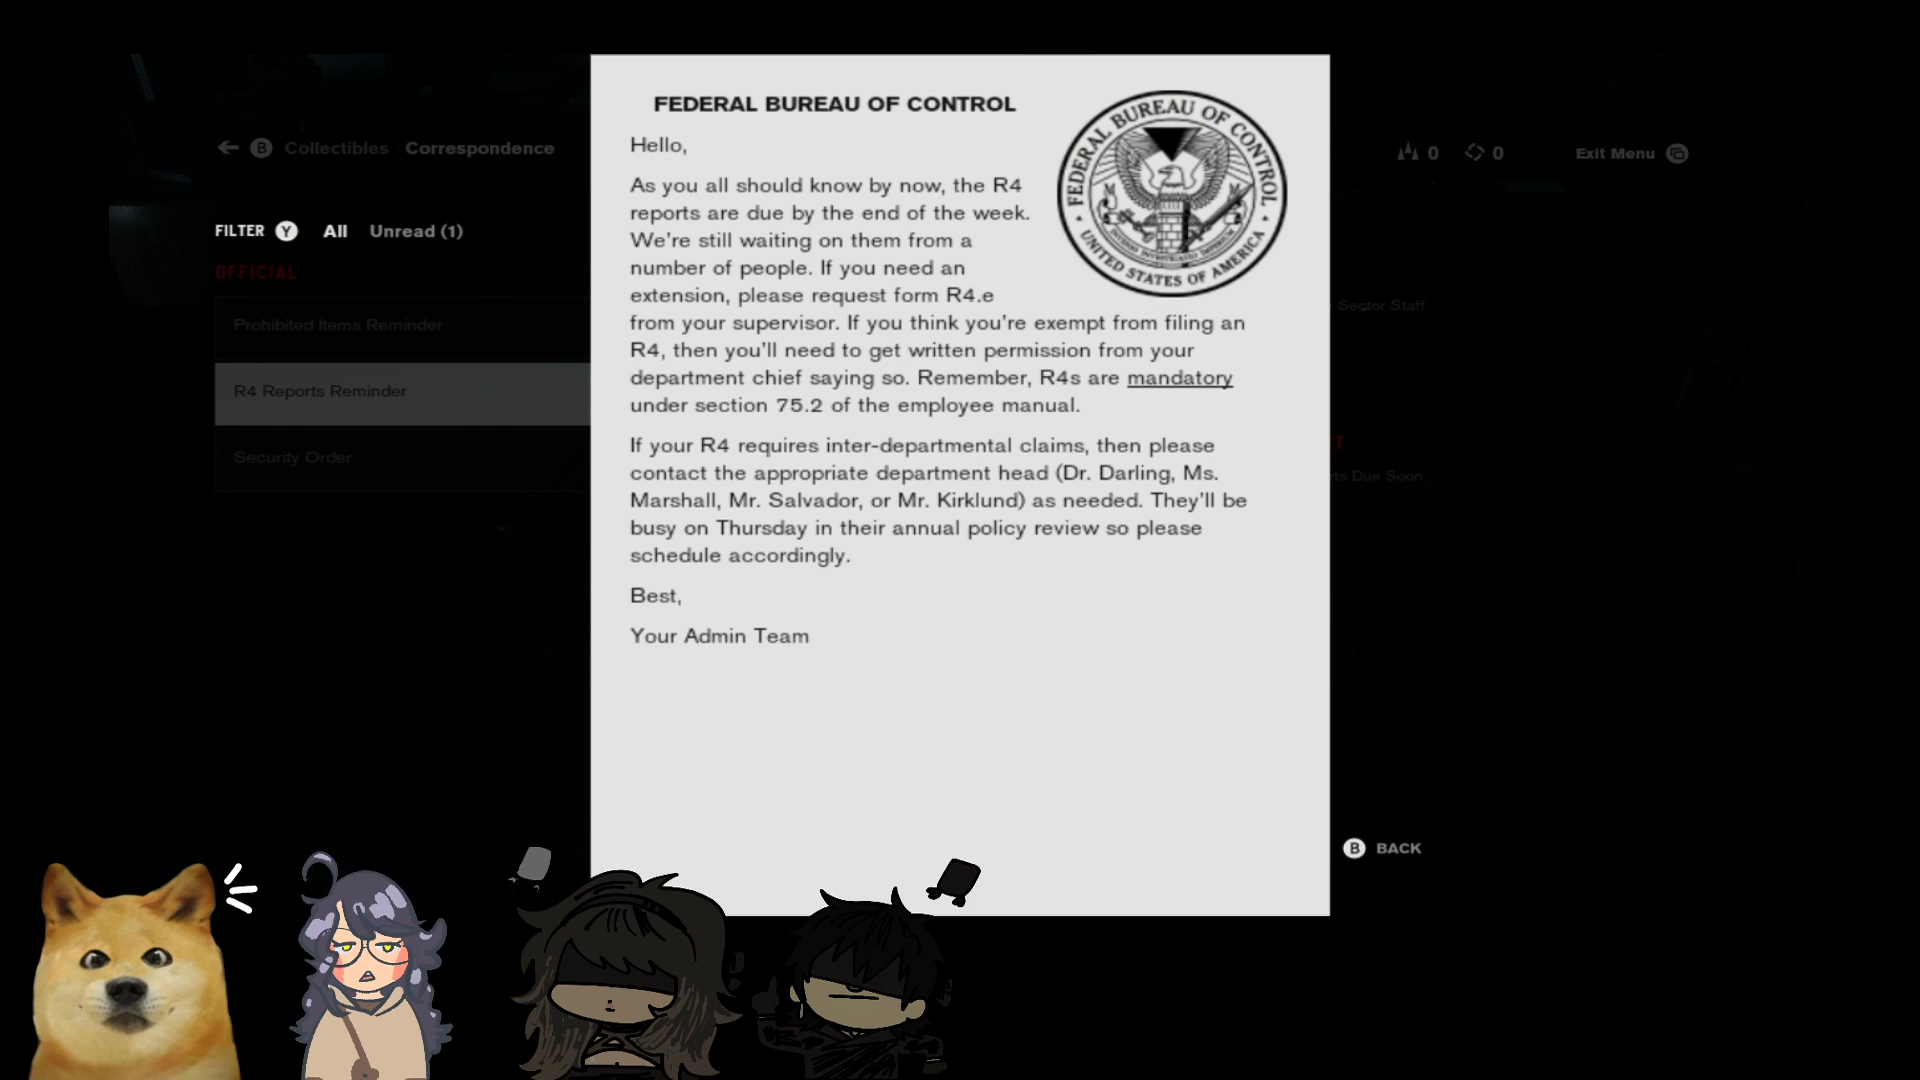 FEDERAL BUREAU OF CONTROL
Hello,
As you all should know by now, the R4
reports are due by the end of the week.
We're still waiting on them from a
number of people. If you need an
extension, please request form R4.e
from your supervisor. If you think you're exempt from filing an
R4, then you'll need to get written permission from your
department chief saying so. Remember, R4s are mandatory
under section 75.2 of the employee manual.
If your R4 requires inter-departmental claims, then please
contact the appropriate department head (Dr. Darling, Ms.
Marshall, Mr. Salvador, or Mr. Kirklund) as needed. They'll be
busy on Thursday in their annual policy review so please
schedule accordingly.
Best,
Your Admin Team
FEDERAL BUREAU OF CONTROL
UNITED STATES OF AMERICA
B Collectibles Correspondence
FILTER Y All Unread (1)
OFFICIAL
Prohibited Items Reminder
R4 Reports Reminder
Security Order
0 0 Exit Menu
Sector Staff
Due Soon
B BACK